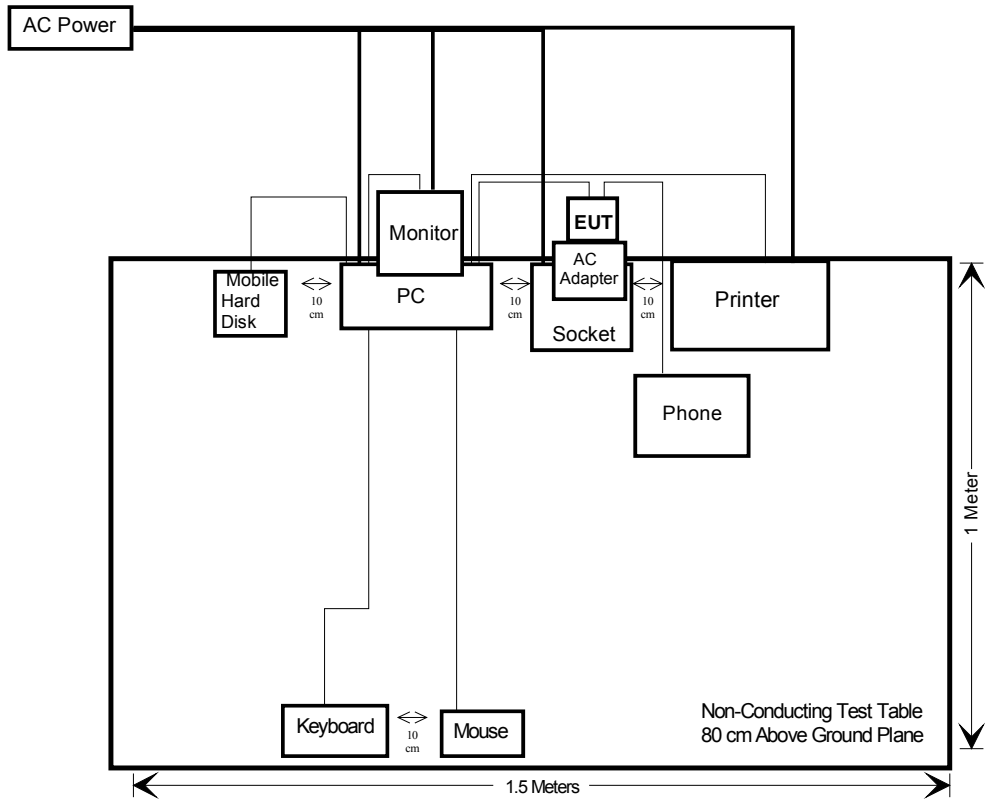 AC Power
Monitor
EUT
AC
Adapter
Mobile
Hard
Disk
10
cm
PC
10
cm
Socket
10
cm
Printer
Phone
1 Meter
Keyboard
10
cm
Mouse
Non-Conducting Test Table
80 cm Above Ground Plane
1.5 Meters